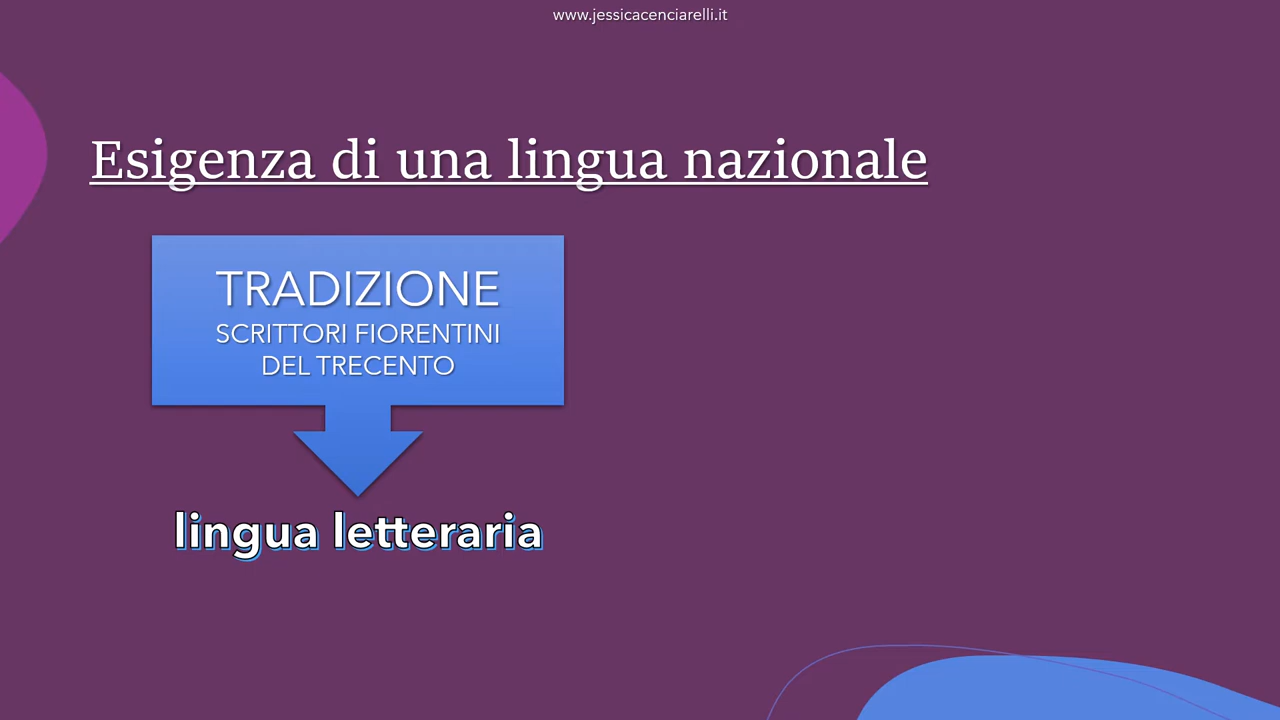 www.jessicacenciarelli.it
Esigenza di una lingua nazionale
TRADIZIONE
SCRITTORI FIORENTINI
DEL TRECENTO
lingua letteraria